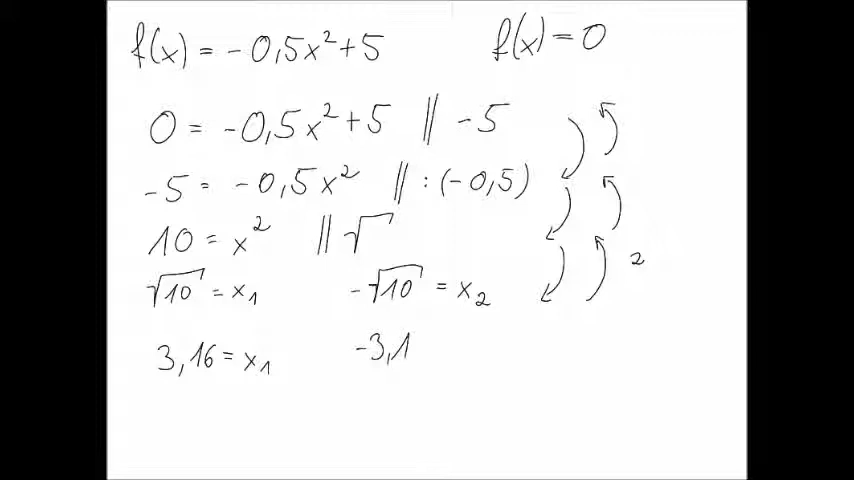 f(x) = -0,5x²+5 f(x) = 0
0 = -0,5x²+5 || -5
-5 = -0,5x² || : (-0,5)
10 = x² || √
√10 = x₁ -√10 = x₂ 2
3,16 = x₁ -3,1